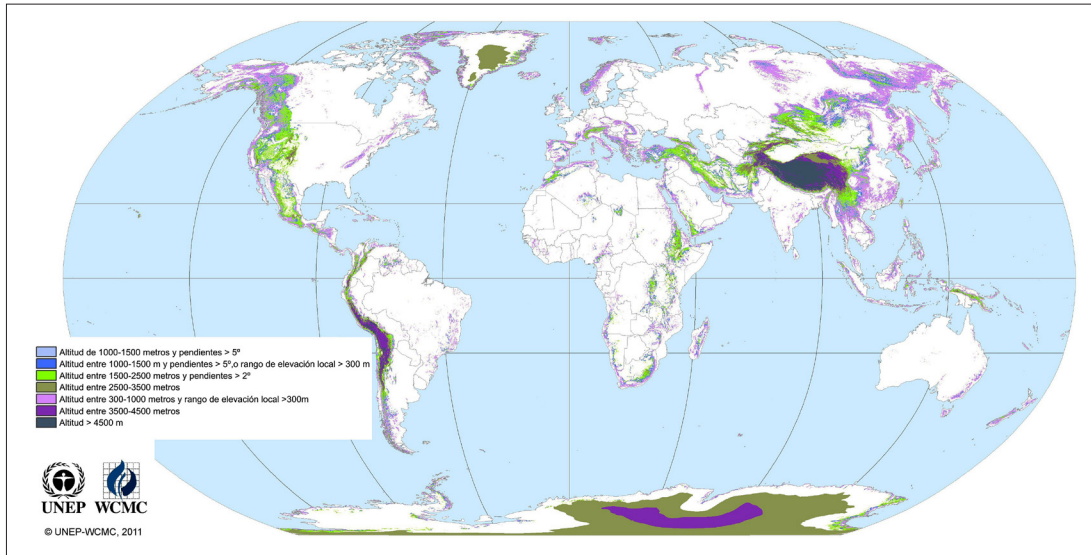 Altitud de 1000-1500 metros y pendientes > 5º
Altitud entre 1000-1500 m y pendientes > 5º,o rango de elevación local > 300 m
Altitud entre 1500-2500 metros y pendientes > 2º
Altitud entre 2500-3500 metros
Altitud entre 300-1000 metros y rango de elevación local >300m
Altitud entre 3500-4500 metros
Altitud > 4500 m
UNEP WCMC
© UNEP-WCMC, 2011